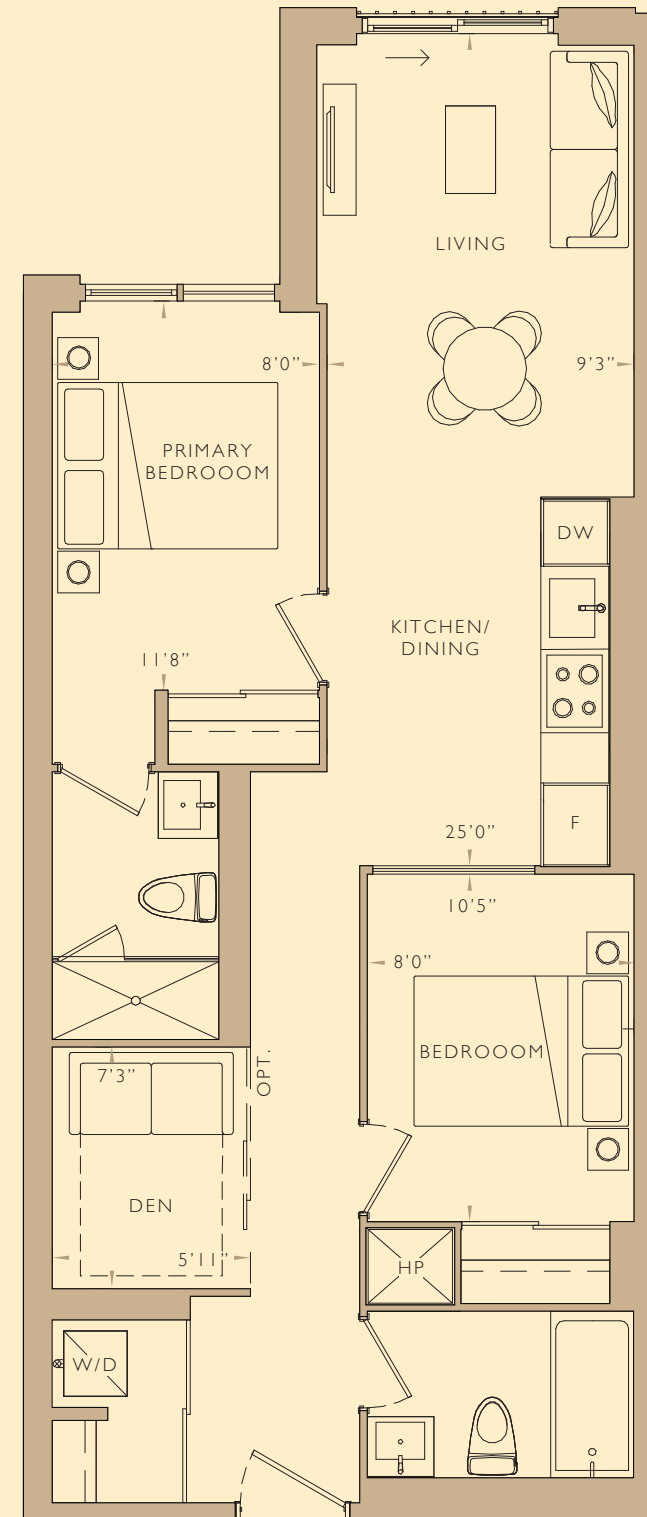 LIVING
8'0"
9'3"
PRIMARY
BEDROOOM
DW
KITCHEN/
DINING
11'8"
F
25'0"
10'5"
8'0"
BEDROOOM
OPT.
7'3"
DEN
5'11"
HP
W/D